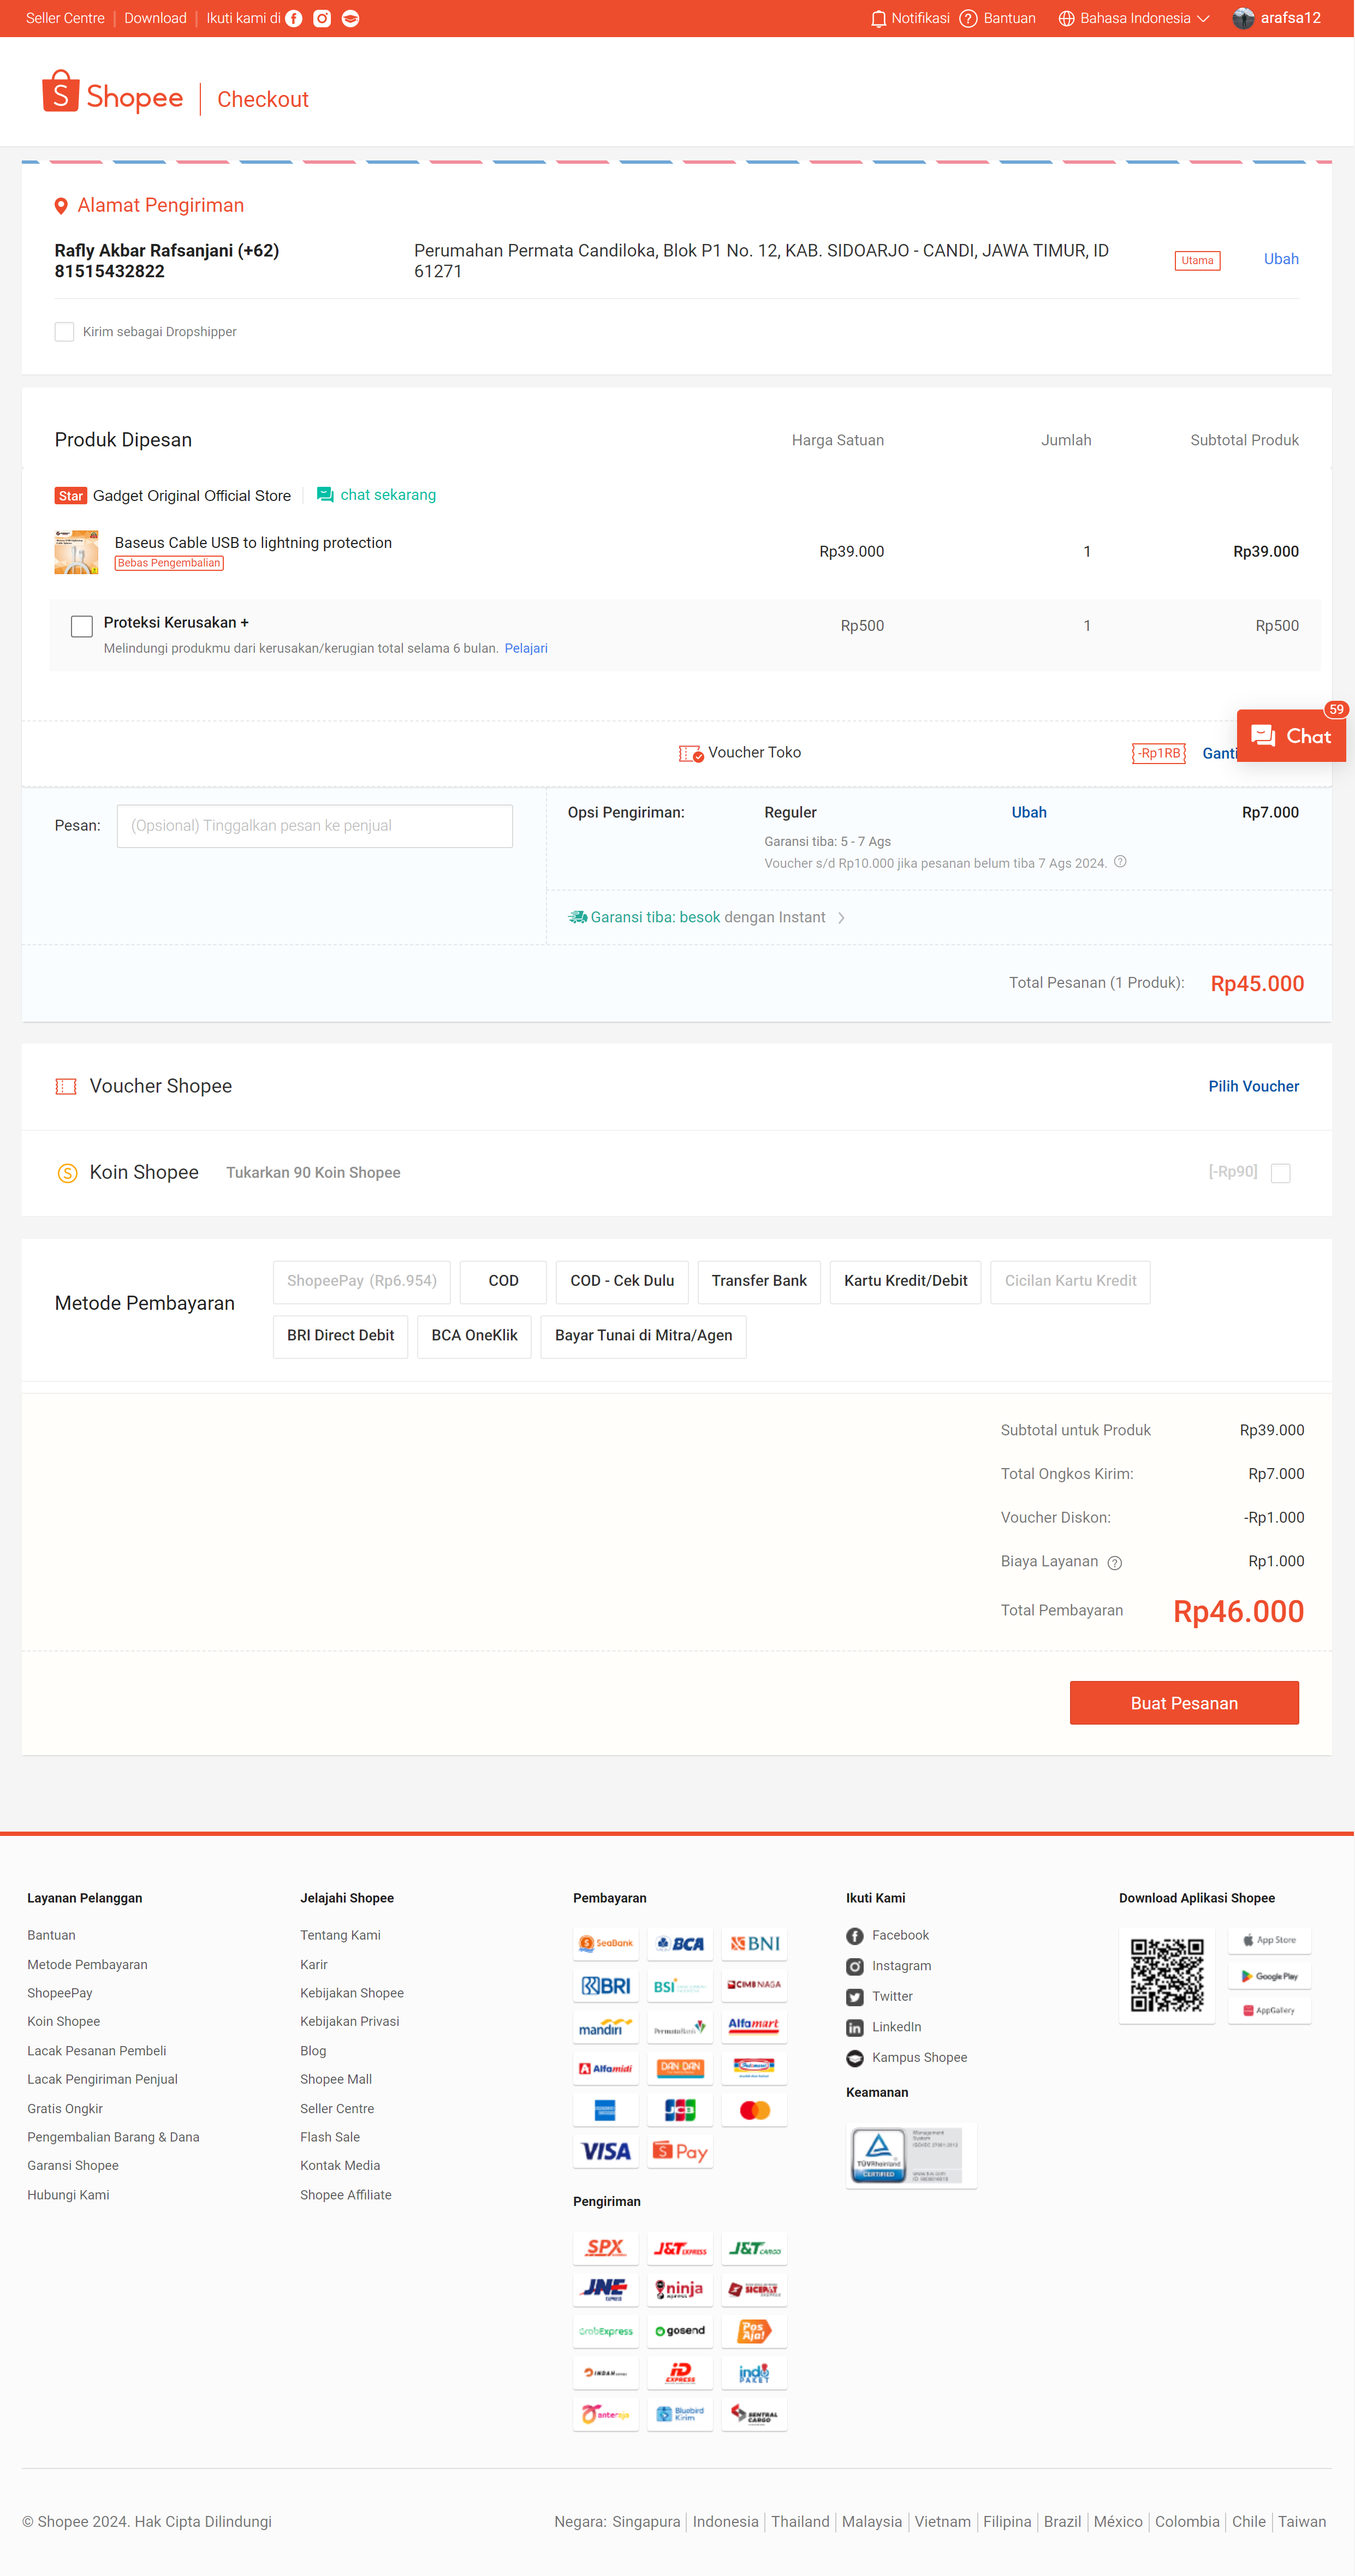 Seller Centre | Download | Ikuti kami di
Notifikasi Bantuan Bahasa Indonesia arafsa12
Shopee | Checkout
Alamat Pengiriman
Rafly Akbar Rafsanjani (+62)
81515432822
Perumahan Permata Candiloka, Blok P1 No. 12, KAB. SIDOARJO - CANDI, JAWA TIMUR, ID
61271
Utama
Ubah
Kirim sebagai Dropshipper
Produk Dipesan Harga Satuan Jumlah Subtotal Produk
Star Gadget Original Official Store chat sekarang
Baseus Cable USB to lightning protection Rp39.000 1 Rp39.000
Bebas Pengembalian
Proteksi Kerusakan + Rp500 1 Rp500
Melindungi produkmu dari kerusakan/kerugian total selama 6 bulan. Pelajari
59
Chat
Voucher Toko -Rp1RB Ganti
Pesan: (Opsional) Tinggalkan pesan ke penjual
Opsi Pengiriman: Reguler Ubah Rp7.000
Garansi tiba: 5 - 7 Ags
Voucher s/d Rp10.000 jika pesanan belum tiba 7 Ags 2024.
Garansi tiba: besok dengan Instant
Total Pesanan (1 Produk): Rp45.000
Voucher Shopee Pilih Voucher
Koin Shopee Tukarkan 90 Koin Shopee [-Rp90]
Metode Pembayaran
ShopeePay (Rp6.954) COD COD - Cek Dulu Transfer Bank Kartu Kredit/Debit Cicilan Kartu Kredit
BRI Direct Debit BCA OneKlik Bayar Tunai di Mitra/Agen
Subtotal untuk Produk Rp39.000
Total Ongkos Kirim: Rp7.000
Voucher Diskon: -Rp1.000
Biaya Layanan Rp1.000
Total Pembayaran Rp46.000
Buat Pesanan
Layanan Pelanggan
Bantuan
Metode Pembayaran
ShopeePay
Koin Shopee
Lacak Pesanan Pembeli
Lacak Pengiriman Penjual
Gratis Ongkir
Pengembalian Barang & Dana
Garansi Shopee
Hubungi Kami
Jelajahi Shopee
Tentang Kami
Karir
Kebijakan Shopee
Kebijakan Privasi
Blog
Shopee Mall
Seller Centre
Flash Sale
Kontak Media
Shopee Affiliate
Pembayaran
SeaBank BCA BNI
BRI BSI CIMB NIAGA
mandiri PermataBank Alfamart
Alfamidi DAN DAN Indomaret
JCB
VISA S Pay
Pengiriman
SPX J&T EXPRESS J&T CARGO
JNE EXPRESS ninja SICEPAT
GrabExpress gosend Pos Aja!
INDAH iD EXPRESS indo PAKET
anteraja Bluebird Kirim SENTRAL CARGO
Ikuti Kami
Facebook
Instagram
Twitter
LinkedIn
Kampus Shopee
Keamanan
TÜVRheinland
CERTIFIED
Management
System
Download Aplikasi Shopee
App Store
Google Play
AppGallery
© Shopee 2024. Hak Cipta Dilindungi
Negara: Singapura | Indonesia | Thailand | Malaysia | Vietnam | Filipina | Brazil | México | Colombia | Chile | Taiwan